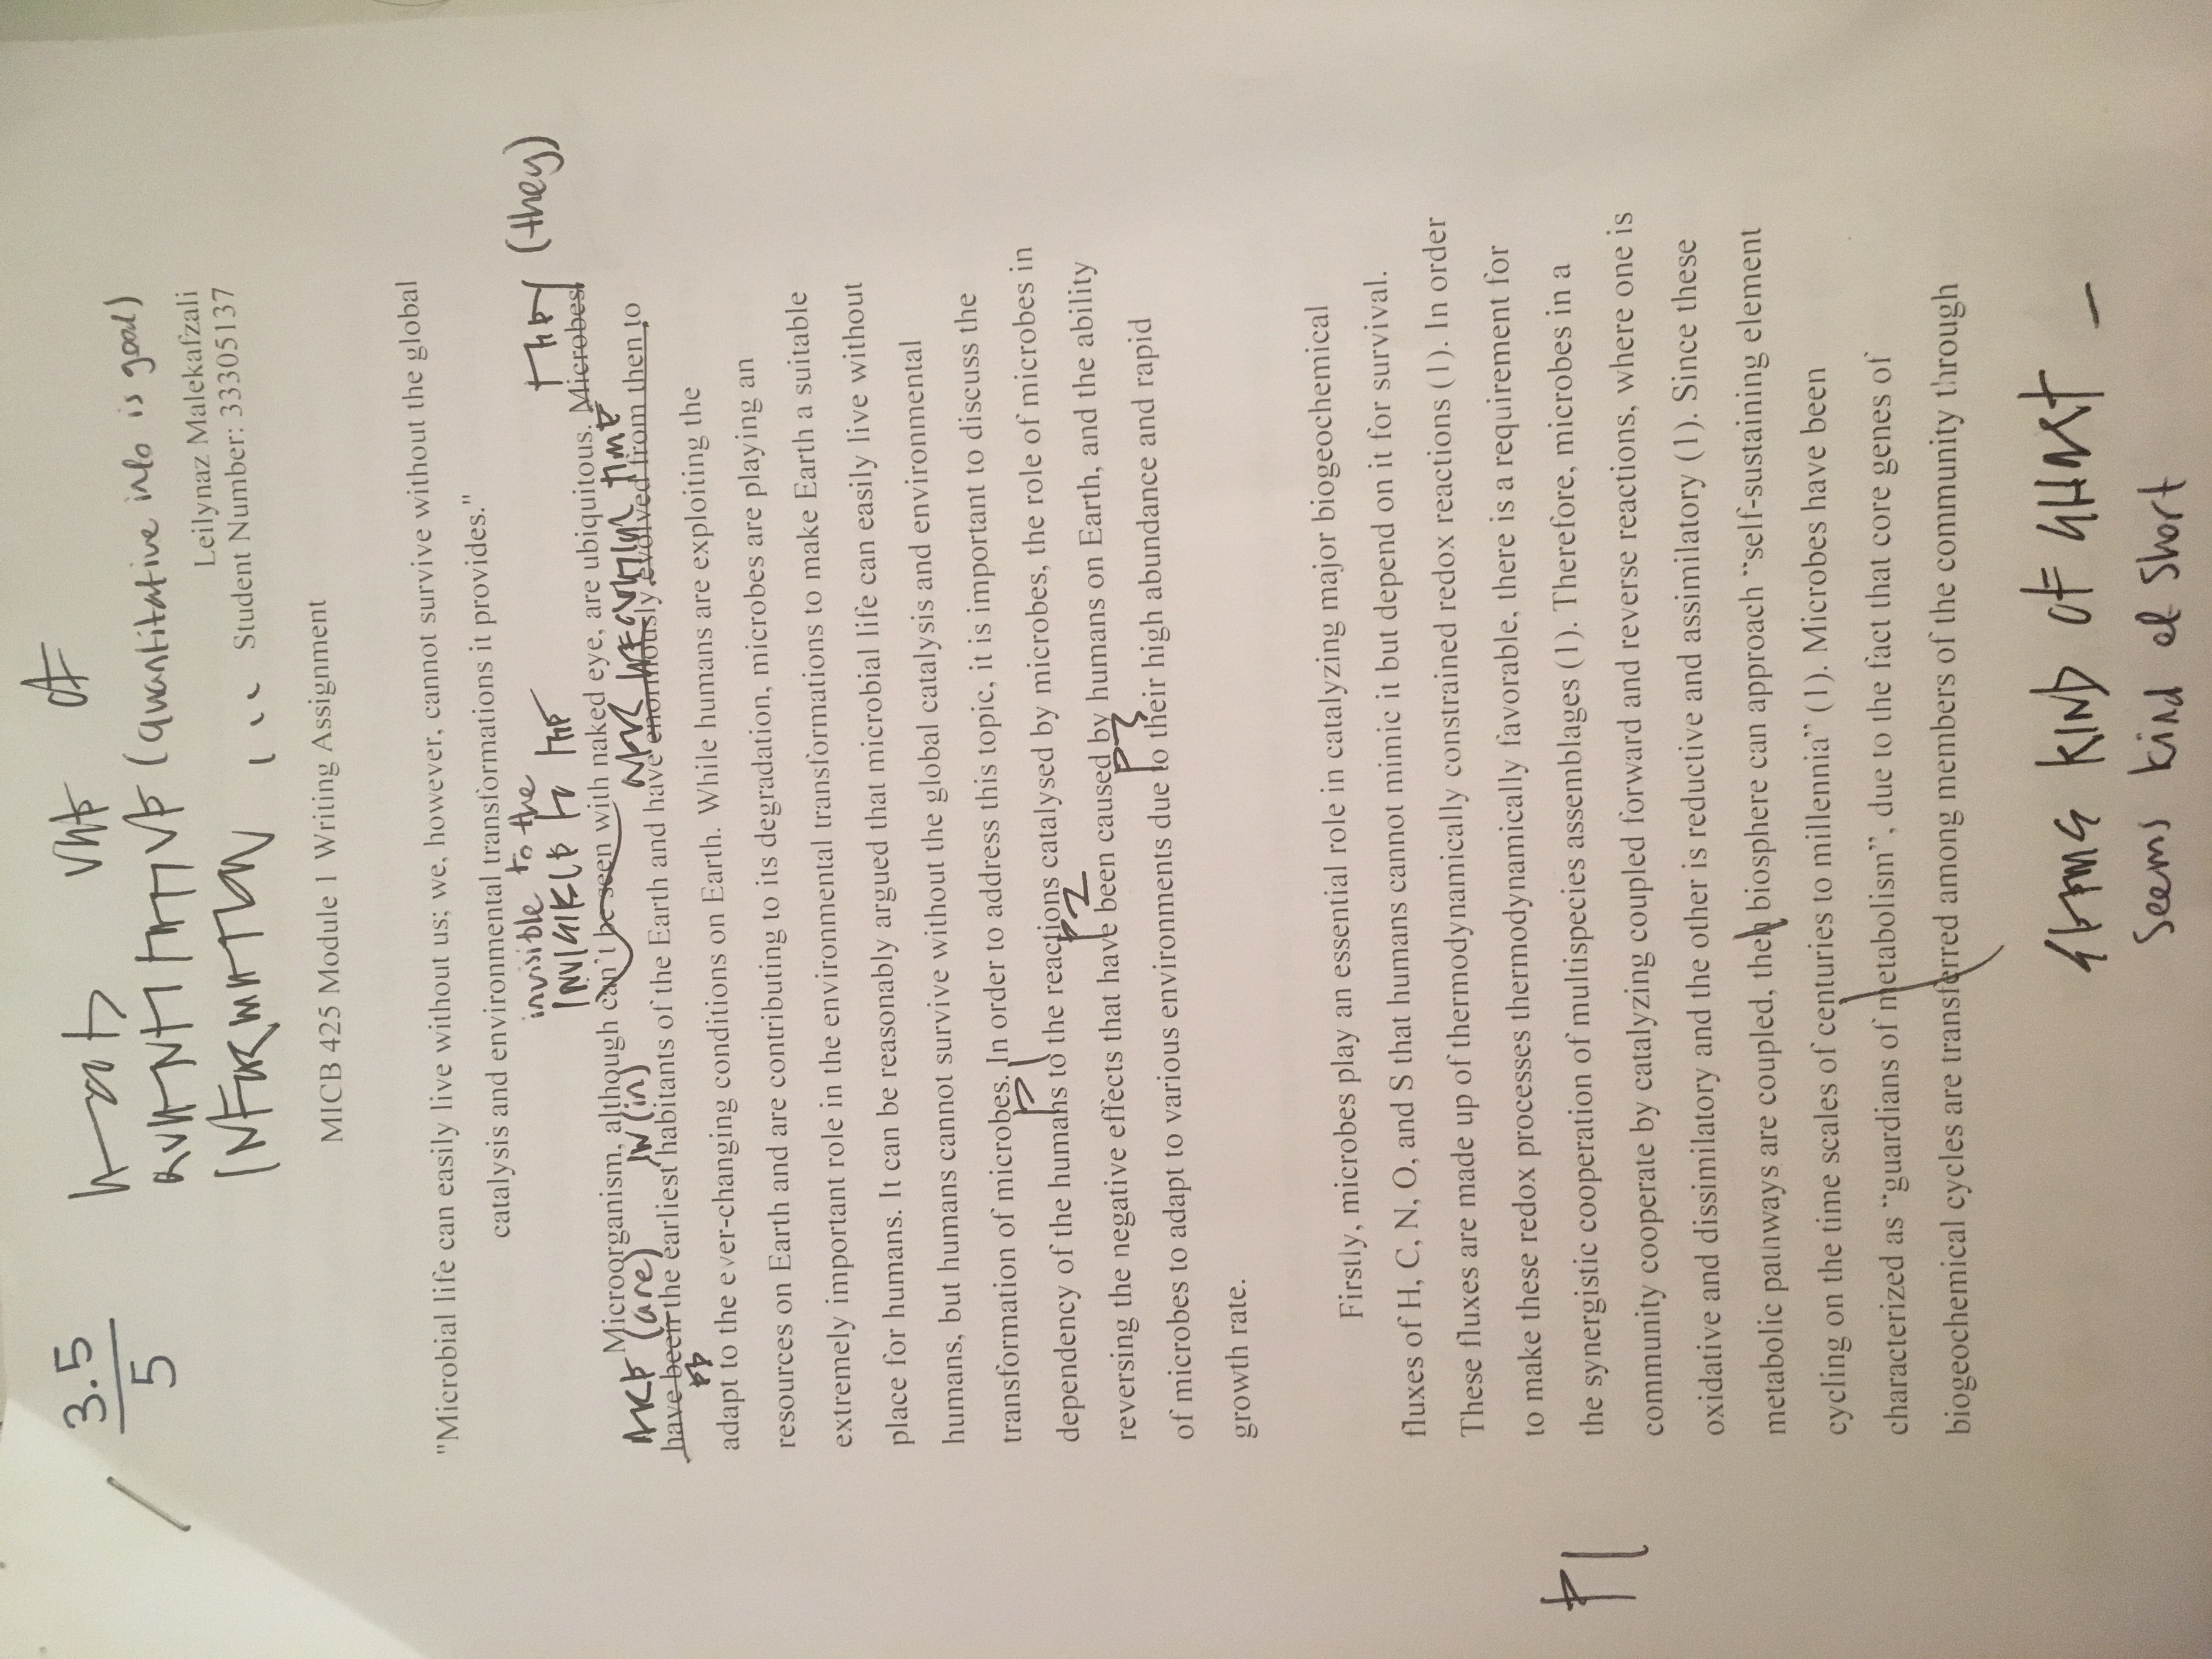 3.5
5
OF
QUANTITATIVE (quantitative info is good)
INFORMATION ...
Leilynaz Malekafzali
Student Number: 33305137
MICB 425 Module 1 Writing Assignment
"Microbial life can easily live without us; we, however, cannot survive without the global
catalysis and environmental transformations it provides."
invisible to the
INVISIBLE to THE
THEY (they)
Microorganism, although can't be seen with naked eye, are ubiquitous. Microbes
ARE (are) IN (in) TIME
have been the earliest habitants of the Earth and have enormously evolved from then to
adapt to the ever-changing conditions on Earth. While humans are exploiting the
resources on Earth and are contributing to its degradation, microbes are playing an
extremely important role in the environmental transformations to make Earth a suitable
place for humans. It can be reasonably argued that microbial life can easily live without
humans, but humans cannot survive without the global catalysis and environmental
transformation of microbes. In order to address this topic, it is important to discuss the
P1
dependency of the humans to the reactions catalysed by microbes, the role of microbes in
P2
reversing the negative effects that have been caused by humans on Earth, and the ability
P3
of microbes to adapt to various environments due to their high abundance and rapid
growth rate.
Firstly, microbes play an essential role in catalyzing major biogeochemical
fluxes of H, C, N, O, and S that humans cannot mimic it but depend on it for survival.
These fluxes are made up of thermodynamically constrained redox reactions (1). In order
to make these redox processes thermodynamically favorable, there is a requirement for
P1
the synergistic cooperation of multispecies assemblages (1). Therefore, microbes in a
community cooperate by catalyzing coupled forward and reverse reactions, where one is
oxidative and dissimilatory and the other is reductive and assimilatory (1). Since these
metabolic pathways are coupled, then biosphere can approach "self-sustaining element
cycling on the time scales of centuries to millennia" (1). Microbes have been
characterized as "guardians of metabolism", due to the fact that core genes of
biogeochemical cycles are transferred among members of the community through
SEEMS KIND OF SHORT —
Seems kind of short